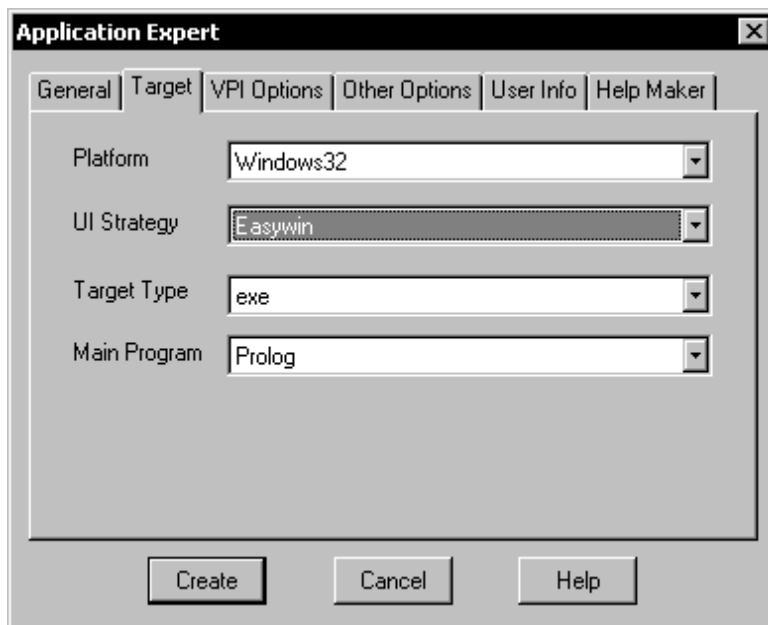 Application Expert
General Target VPI Options Other Options User Info Help Maker
Platform Windows32
UI Strategy Easywin
Target Type exe
Main Program Prolog
Create Cancel Help